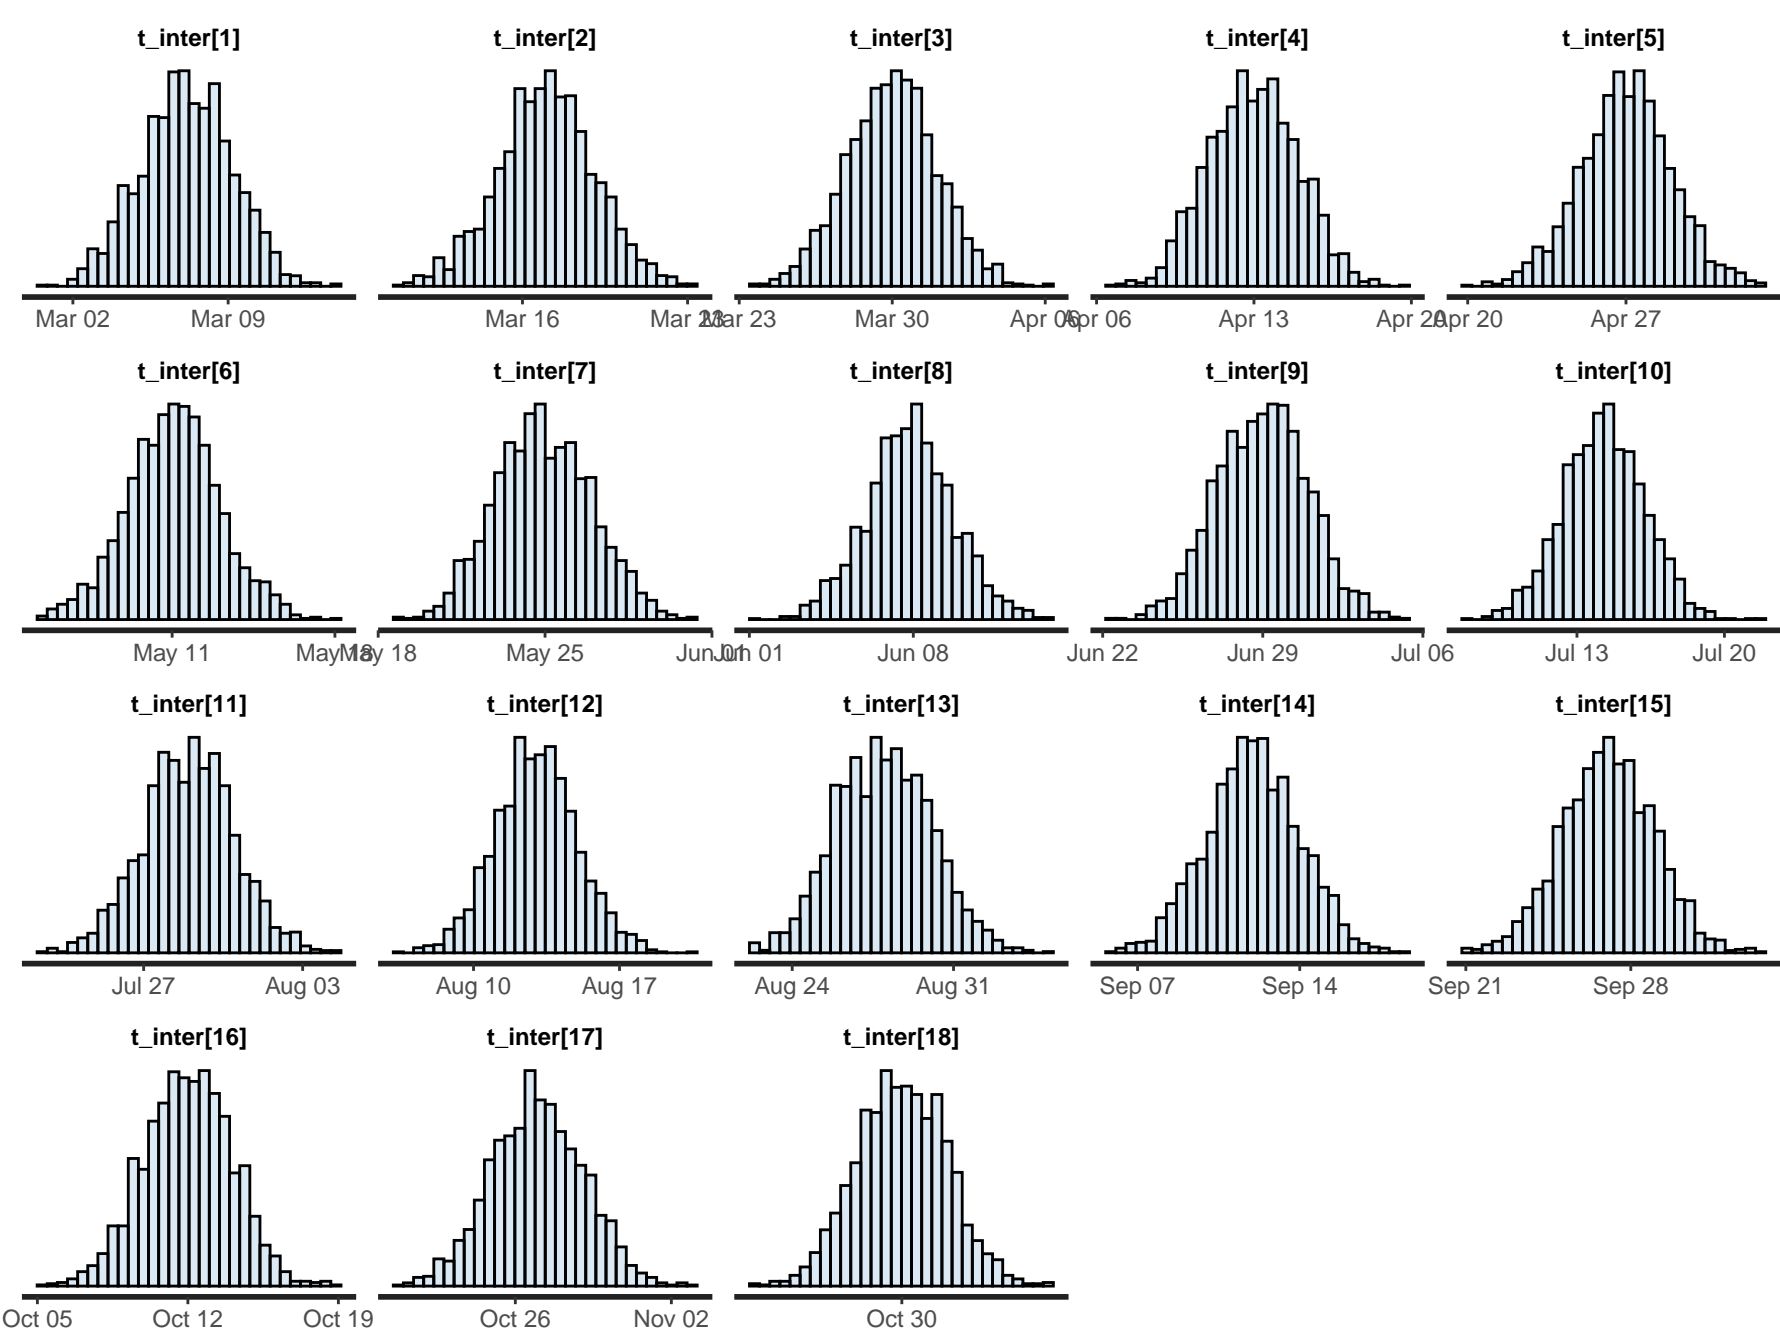 t_inter[1] t_inter[2] t_inter[3] t_inter[4] t_inter[5]
Mar 02 Mar 09 Mar 16 Mar 23 Mar 23 Mar 30 Apr 06 Apr 06 Apr 13 Apr 20 Apr 20 Apr 27
t_inter[6] t_inter[7] t_inter[8] t_inter[9] t_inter[10]
May 11 May 18 May 18 May 25 Jun 01 Jun 01 Jun 08 Jun 22 Jun 29 Jul 06 Jul 13 Jul 20
t_inter[11] t_inter[12] t_inter[13] t_inter[14] t_inter[15]
Jul 27 Aug 03 Aug 10 Aug 17 Aug 24 Aug 31 Sep 07 Sep 14 Sep 21 Sep 28
t_inter[16] t_inter[17] t_inter[18]
Oct 05 Oct 12 Oct 19 Oct 26 Nov 02 Oct 30